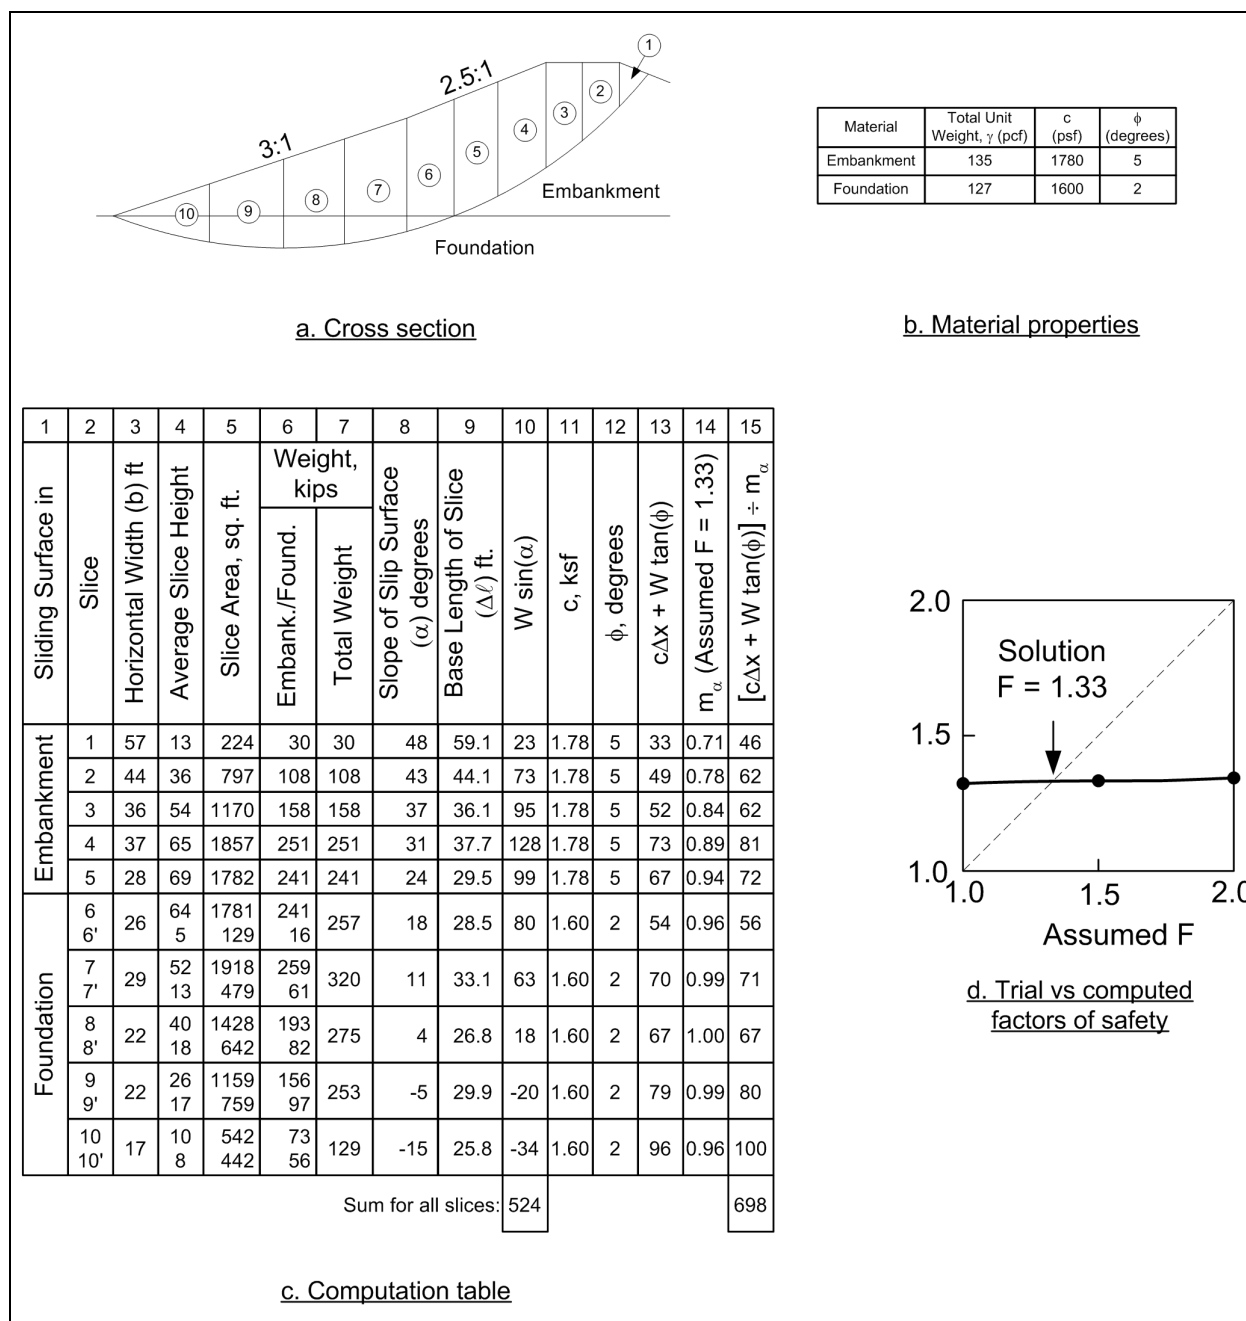 1
2
3
4
5
6
7
8
9
10
3:1
2.5:1
Embankment
Foundation
a. Cross section
Material | Total Unit Weight, γ (pcf) | c (psf) | ϕ (degrees)
Embankment | 135 | 1780 | 5
Foundation | 127 | 1600 | 2
b. Material properties
1 | 2 | 3 | 4 | 5 | 6 | 7 | 8 | 9 | 10 | 11 | 12 | 13 | 14 | 15
Sliding Surface in | Slice | Horizontal Width (b) ft | Average Slice Height | Slice Area, sq. ft. | Weight, kips | Embank./Found. | Total Weight | Slope of Slip Surface (α) degrees | Base Length of Slice (Δℓ) ft. | W sin(α) | c, ksf | ϕ, degrees | cΔx + W tan(ϕ) | mα (Assumed F = 1.33) | [cΔx + W tan(ϕ)] ÷ mα
Embankment
1 | 57 | 13 | 224 | 30 | 30 | 48 | 59.1 | 23 | 1.78 | 5 | 33 | 0.71 | 46
2 | 44 | 36 | 797 | 108 | 108 | 43 | 44.1 | 73 | 1.78 | 5 | 49 | 0.78 | 62
3 | 36 | 54 | 1170 | 158 | 158 | 37 | 36.1 | 95 | 1.78 | 5 | 52 | 0.84 | 62
4 | 37 | 65 | 1857 | 251 | 251 | 31 | 37.7 | 128 | 1.78 | 5 | 73 | 0.89 | 81
5 | 28 | 69 | 1782 | 241 | 241 | 24 | 29.5 | 99 | 1.78 | 5 | 67 | 0.94 | 72
Foundation
6 6' | 26 | 64 5 | 1781 129 | 241 16 | 257 | 18 | 28.5 | 80 | 1.60 | 2 | 54 | 0.96 | 56
7 7' | 29 | 52 13 | 1918 479 | 259 61 | 320 | 11 | 33.1 | 63 | 1.60 | 2 | 70 | 0.99 | 71
8 8' | 22 | 40 18 | 1428 642 | 193 82 | 275 | 4 | 26.8 | 18 | 1.60 | 2 | 67 | 1.00 | 67
9 9' | 22 | 26 17 | 1159 759 | 156 97 | 253 | -5 | 29.9 | -20 | 1.60 | 2 | 79 | 0.99 | 80
10 10' | 17 | 10 8 | 542 442 | 73 56 | 129 | -15 | 25.8 | -34 | 1.60 | 2 | 96 | 0.96 | 100
Sum for all slices: 524 | 698
c. Computation table
2.0
1.5
1.0
Solution
F = 1.33
1.0 1.5 2.0
Assumed F
d. Trial vs computed
factors of safety